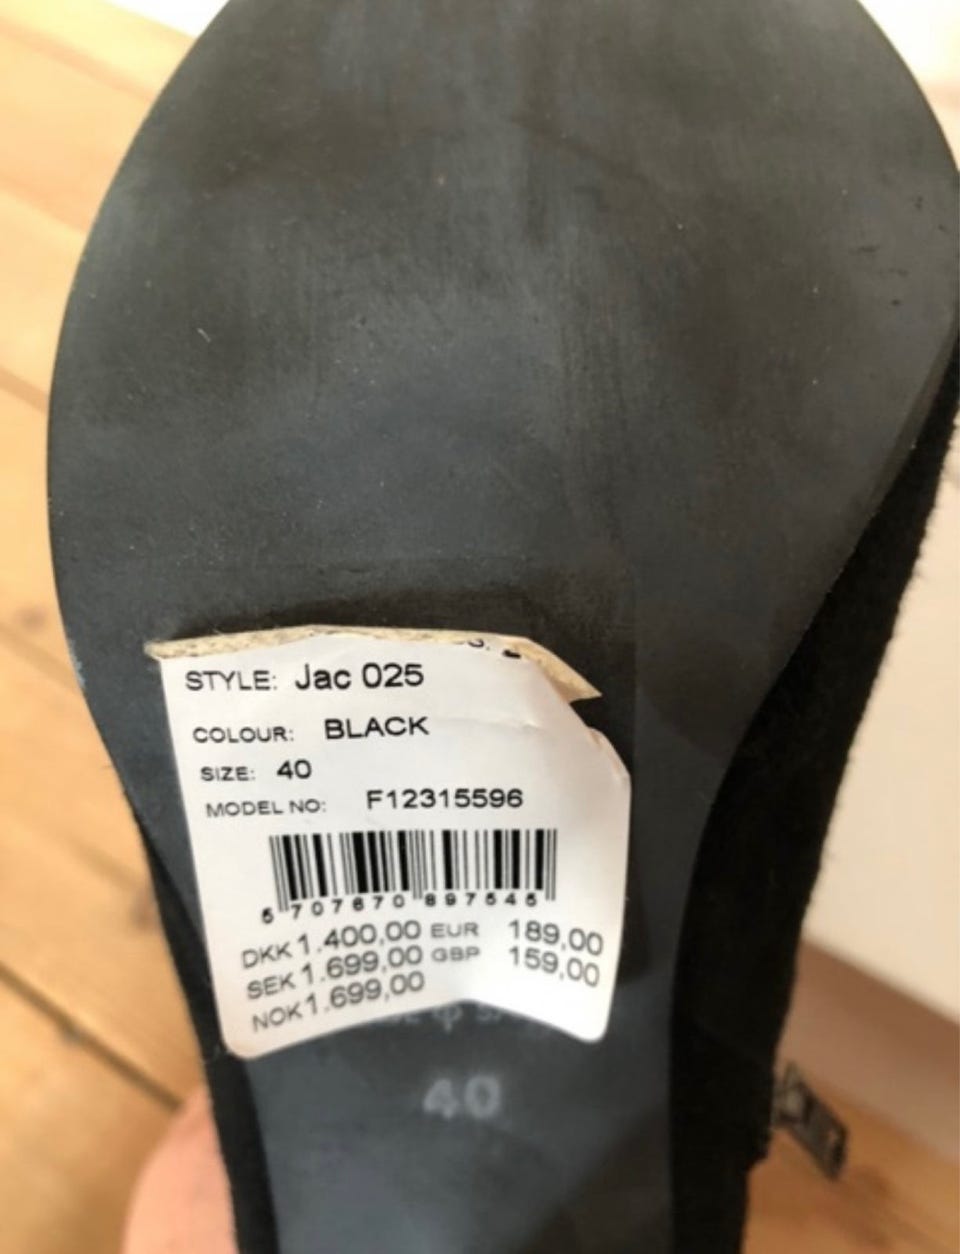 STYLE: Jac 025
COLOUR: BLACK
SIZE: 40
MODEL NO: F12315596
5 707670 897545
DKK 1.400,00 EUR 189,00
SEK 1.699,00 GBP 159,00
NOK 1.699,00
40